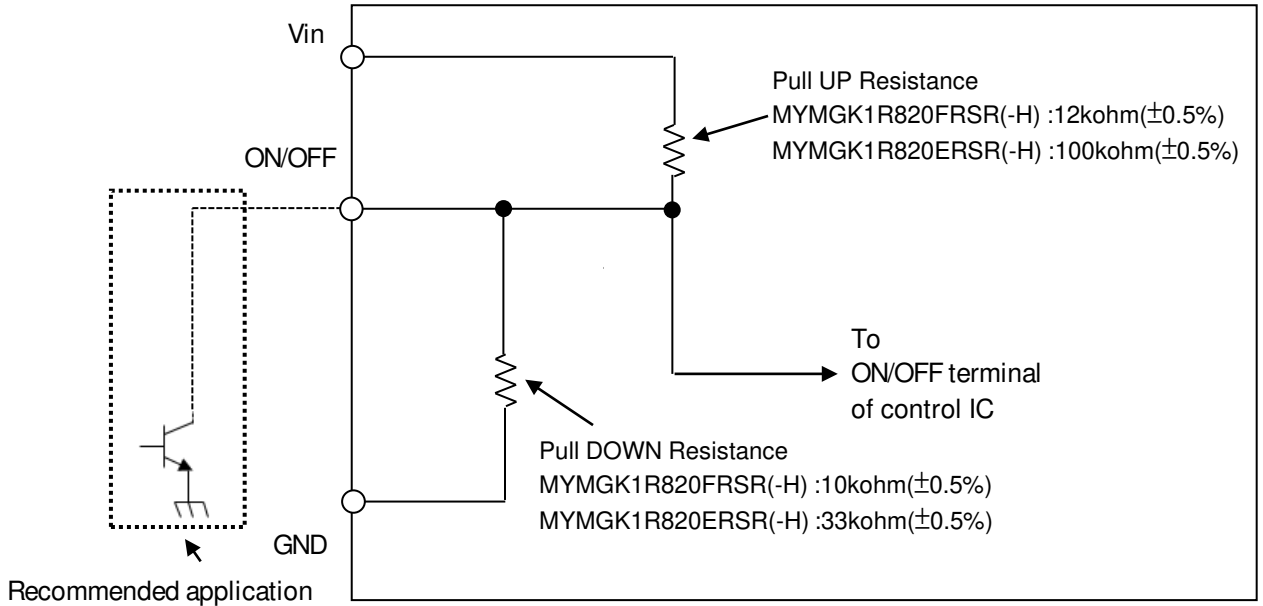 Vin
Pull UP Resistance
MYMGK1R820FRSR(-H) :12kohm(±0.5%)
MYMGK1R820ERSR(-H) :100kohm(±0.5%)
ON/OFF
To
ON/OFF terminal
of control IC
Pull DOWN Resistance
MYMGK1R820FRSR(-H) :10kohm(±0.5%)
MYMGK1R820ERSR(-H) :33kohm(±0.5%)
GND
Recommended application